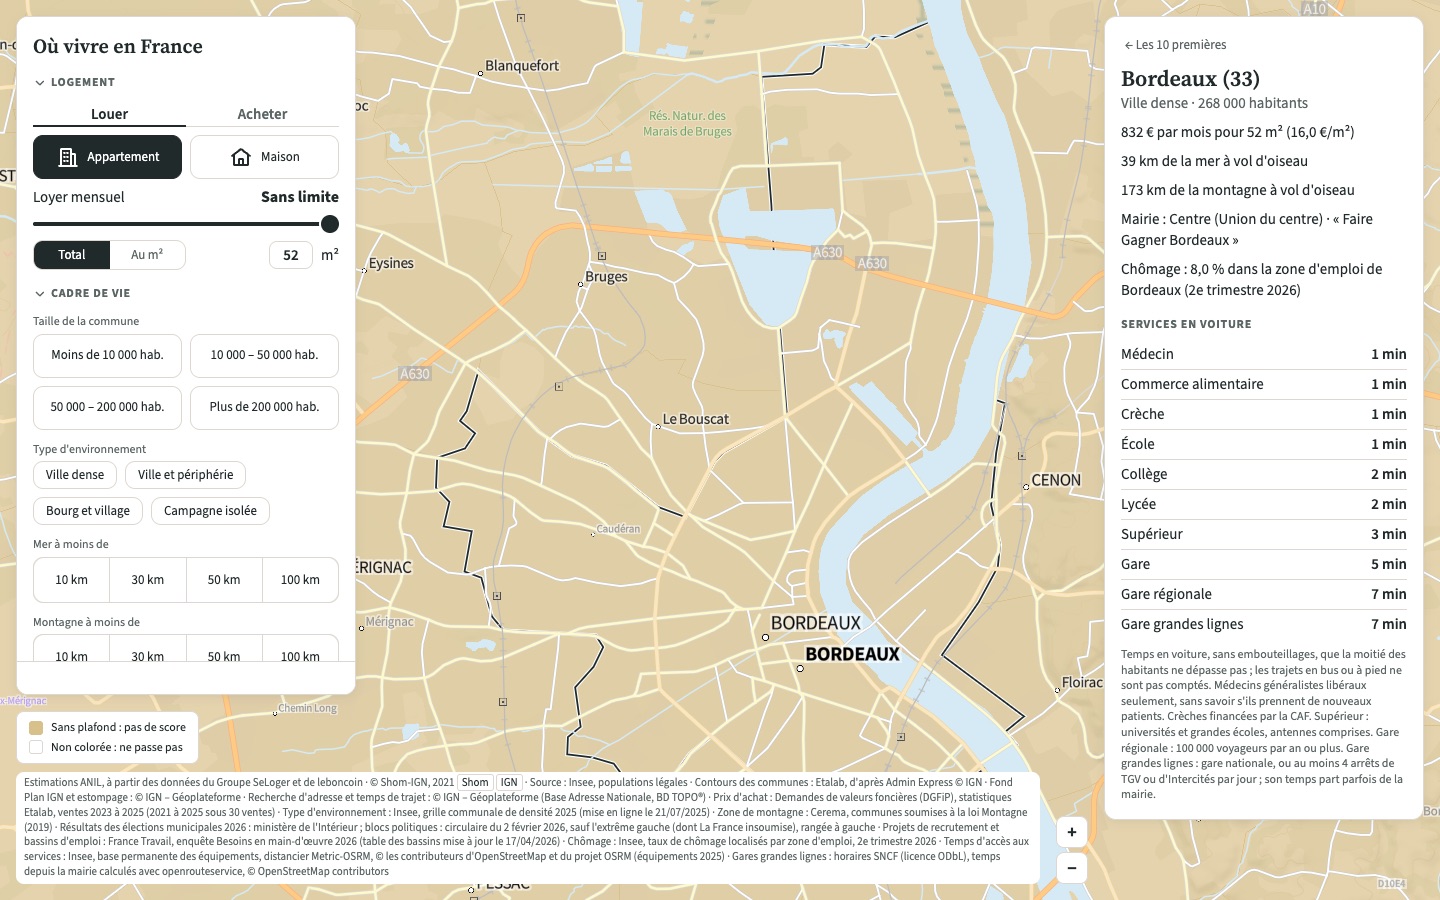 Où vivre en France
LOGEMENT
Louer
Acheter
Appartement
Maison
Loyer mensuel
Sans limite
Total
Au m²
52 m²
CADRE DE VIE
Taille de la commune
Moins de 10 000 hab.
10 000 – 50 000 hab.
50 000 – 200 000 hab.
Plus de 200 000 hab.
Type d'environnement
Ville dense
Ville et périphérie
Bourg et village
Campagne isolée
Mer à moins de
10 km
30 km
50 km
100 km
Montagne à moins de
10 km
30 km
50 km
100 km
Sans plafond : pas de score
Non colorée : ne passe pas
Blanquefort
Rés. Natur. des
Marais de Bruges
A10
A630
A630
Eysines
Bruges
A630
Le Bouscat
CENON
Caudéran
ÉRIGNAC
Mérignac
BORDEAUX
BORDEAUX
Floirac
x-Mérignac
Chemin Long
PESSAC
D10E4
← Les 10 premières
Bordeaux (33)
Ville dense · 268 000 habitants
832 € par mois pour 52 m² (16,0 €/m²)
39 km de la mer à vol d'oiseau
173 km de la montagne à vol d'oiseau
Mairie : Centre (Union du centre) · « Faire
Gagner Bordeaux »
Chômage : 8,0 % dans la zone d'emploi de
Bordeaux (2e trimestre 2026)
SERVICES EN VOITURE
Médecin 1 min
Commerce alimentaire 1 min
Crèche 1 min
École 1 min
Collège 2 min
Lycée 2 min
Supérieur 3 min
Gare 5 min
Gare régionale 7 min
Gare grandes lignes 7 min
Temps en voiture, sans embouteillages, que la moitié des
habitants ne dépasse pas ; les trajets en bus ou à pied ne
sont pas comptés. Médecins généralistes libéraux
seulement, sans savoir s'ils prennent de nouveaux
patients. Crèches financées par la CAF. Supérieur :
universités et grandes écoles, antennes comprises. Gare
régionale : 100 000 voyageurs par an ou plus. Gare
grandes lignes : gare nationale, ou au moins 4 arrêts de
TGV ou d'Intercités par jour ; son temps part parfois de la
mairie.
Estimations ANIL, à partir des données du Groupe SeLoger et de leboncoin · © Shom-IGN, 2021 Shom IGN · Source : Insee, populations légales · Contours des communes : Etalab, d'après Admin Express © IGN · Fond
Plan IGN et estompage : © IGN – Géoplateforme · Recherche d'adresse et temps de trajet : © IGN – Géoplateforme (Base Adresse Nationale, BD TOPO®) · Prix d'achat : Demandes de valeurs foncières (DGFiP), statistiques
Etalab, ventes 2023 à 2025 (2021 à 2025 sous 30 ventes) · Type d'environnement : Insee, grille communale de densité 2025 (mise en ligne le 21/07/2025) · Zone de montagne : Cerema, communes soumises à la loi Montagne
(2019) · Résultats des élections municipales 2026 : ministère de l'Intérieur ; blocs politiques : circulaire du 2 février 2026, sauf l'extrême gauche (dont La France insoumise), rangée à gauche · Projets de recrutement et
bassins d'emploi : France Travail, enquête Besoins en main-d'œuvre 2026 (table des bassins mise à jour le 17/04/2026) · Chômage : Insee, taux de chômage localisés par zone d'emploi, 2e trimestre 2026 · Temps d'accès aux
services : Insee, base permanente des équipements, distancier Metric-OSRM, © les contributeurs d'OpenStreetMap et du projet OSRM (équipements 2025) · Gares grandes lignes : horaires SNCF (licence ODbL), temps
depuis la mairie calculés avec openrouteservice, © OpenStreetMap contributors
+
−